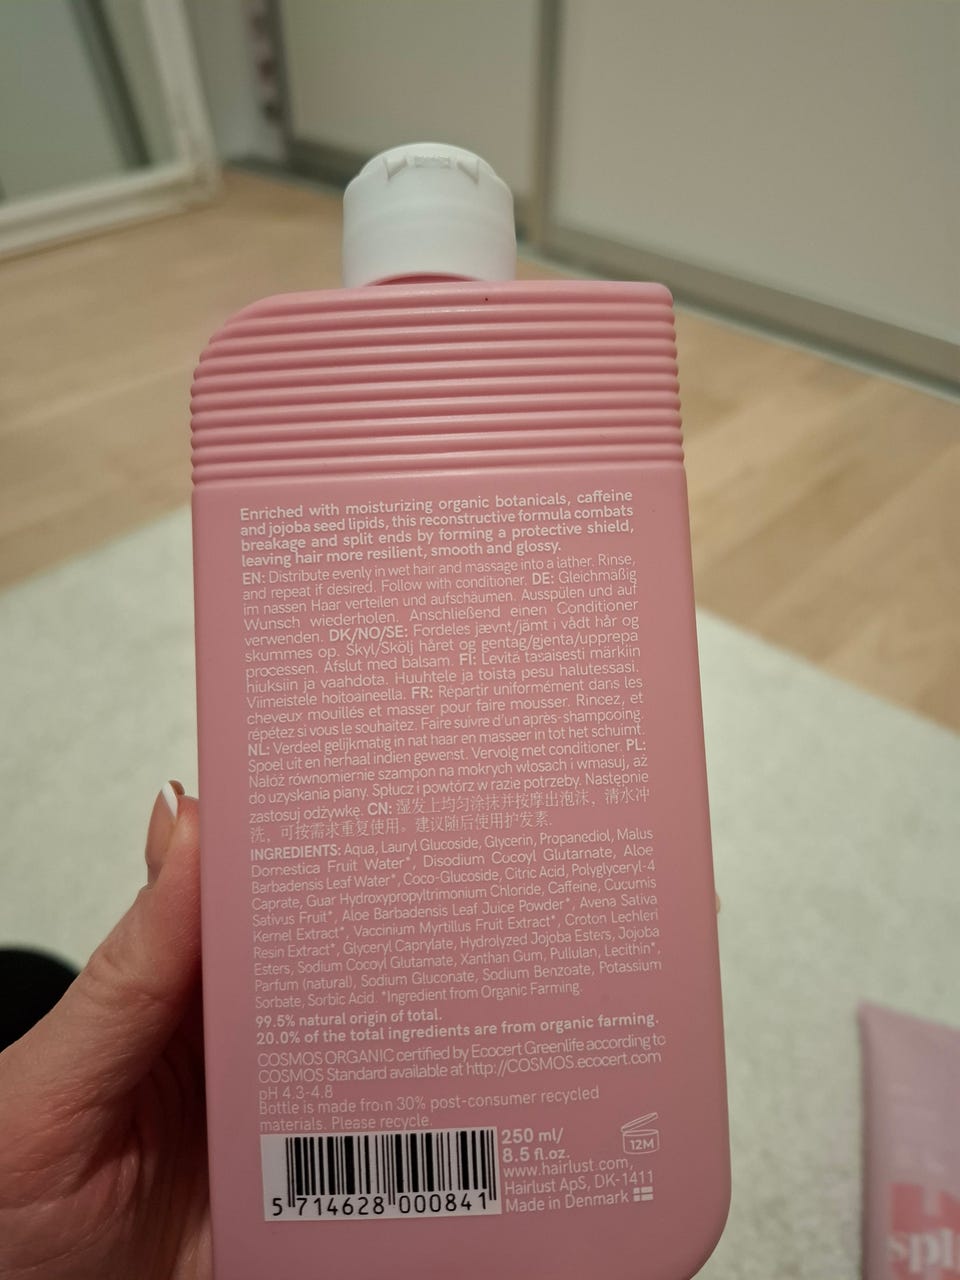 Enriched with moisturizing organic botanicals, caffeine
and jojoba seed lipids, this reconstructive formula combats
breakage and split ends by forming a protective shield,
leaving hair more resilient, smooth and glossy.
EN: Distribute evenly in wet hair and massage into a lather. Rinse,
and repeat if desired. Follow with conditioner. DE: Gleichmäßig
im nassen Haar verteilen und aufschäumen. Ausspülen und auf
Wunsch wiederholen. Anschließend einen Conditioner
verwenden. DK/NO/SE: Fordeles jævnt/jämt i vådt hår og
skummes op. Skyl/Skölj håret og gentag/gjenta/upprepa
processen. Afslut med balsam. FI: Levitä tasaisesti märkiin
hiuksiin ja vaahdota. Huuhtele ja toista pesu halutessasi.
Viimeistele hoitoaineella. FR: Répartir uniformément dans les
cheveux mouillés et masser pour faire mousser. Rincez, et
répétez si vous le souhaitez. Faire suivre d'un après-shampooing.
NL: Verdeel gelijkmatig in nat haar en masseer in tot het schuimt.
Spoel uit en herhaal indien gewenst. Vervolg met conditioner. PL:
Nałóż równomiernie szampon na mokrych włosach i wmasuj, aż
do uzyskania piany. Spłucz i powtórz w razie potrzeby. Następnie
zastosuj odżywkę. CN: 湿发上均匀涂抹并按摩出泡沫，清水冲
洗，可按需求重复使用。建议随后使用护发素.
INGREDIENTS: Aqua, Lauryl Glucoside, Glycerin, Propanediol, Malus
Domestica Fruit Water*, Disodium Cocoyl Glutamate, Aloe
Barbadensis Leaf Water*, Coco-Glucoside, Citric Acid, Polyglyceryl-4
Caprate, Guar Hydroxypropyltrimonium Chloride, Caffeine, Cucumis
Sativus Fruit*, Aloe Barbadensis Leaf Juice Powder*, Avena Sativa
Kernel Extract*, Vaccinium Myrtillus Fruit Extract*, Croton Lechleri
Resin Extract*, Glyceryl Caprylate, Hydrolyzed Jojoba Esters, Jojoba
Esters, Sodium Cocoyl Glutamate, Xanthan Gum, Pullulan, Lecithin*,
Parfum (natural), Sodium Gluconate, Sodium Benzoate, Potassium
Sorbate, Sorbic Acid. *Ingredient from Organic Farming.
99.5% natural origin of total.
20.0% of the total ingredients are from organic farming.
COSMOS ORGANIC certified by Ecocert Greenlife according to
COSMOS Standard available at http://COSMOS.ecocert.com
pH 4.3-4.8
Bottle is made from 30% post-consumer recycled
materials. Please recycle.
250 ml/
8.5 fl.oz.
12M
www.hairlust.com,
Hairlust ApS, DK-1411
Made in Denmark
5 714628 000841
spl